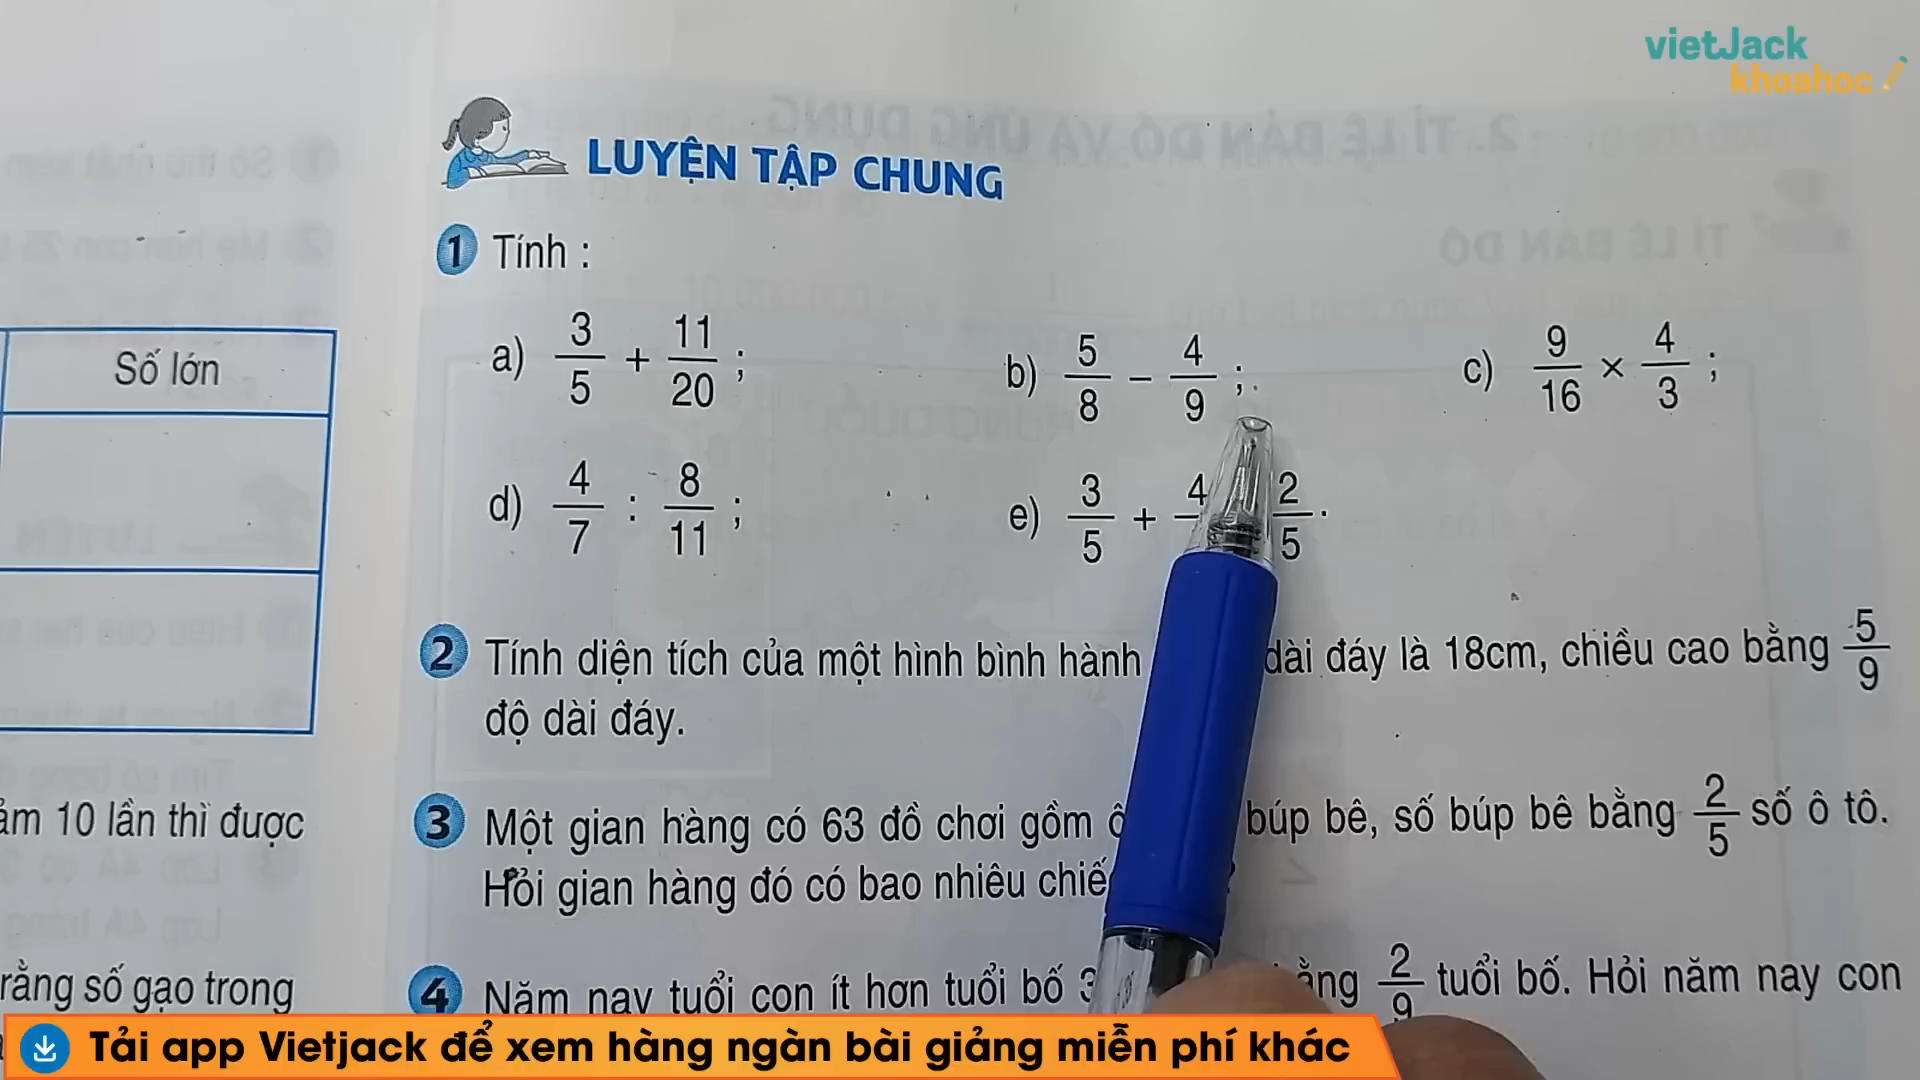 vietJack
khoahoc
LUYỆN TẬP CHUNG
1 Tính :
a) 3/5 + 11/20 ; b) 5/8 − 4/9 ; c) 9/16 × 4/3 ;
d) 4/7 : 8/11 ; e) 3/5 + 4 2/5 .
2 Tính diện tích của một hình bình hành dài đáy là 18cm, chiều cao bằng 5/9
độ dài đáy.
3 Một gian hàng có 63 đồ chơi gồm búp bê, số búp bê bằng 2/5 số ô tô.
Hỏi gian hàng đó có bao nhiêu
4 Năm nay tuổi con ít hơn tuổi bố 2/9 tuổi bố. Hỏi năm nay con
Số lớn
10 lần thì được
rằng số gạo trong
Tải app Vietjack để xem hàng ngàn bài giảng miễn phí khác